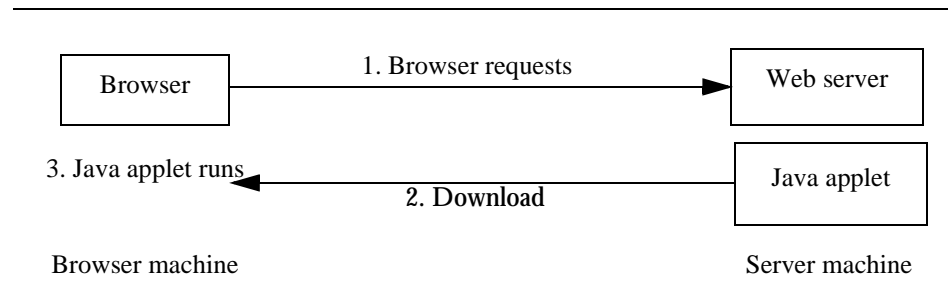 1. Browser requests
Browser
Web server
3. Java applet runs
Java applet
2. Download
Browser machine
Server machine